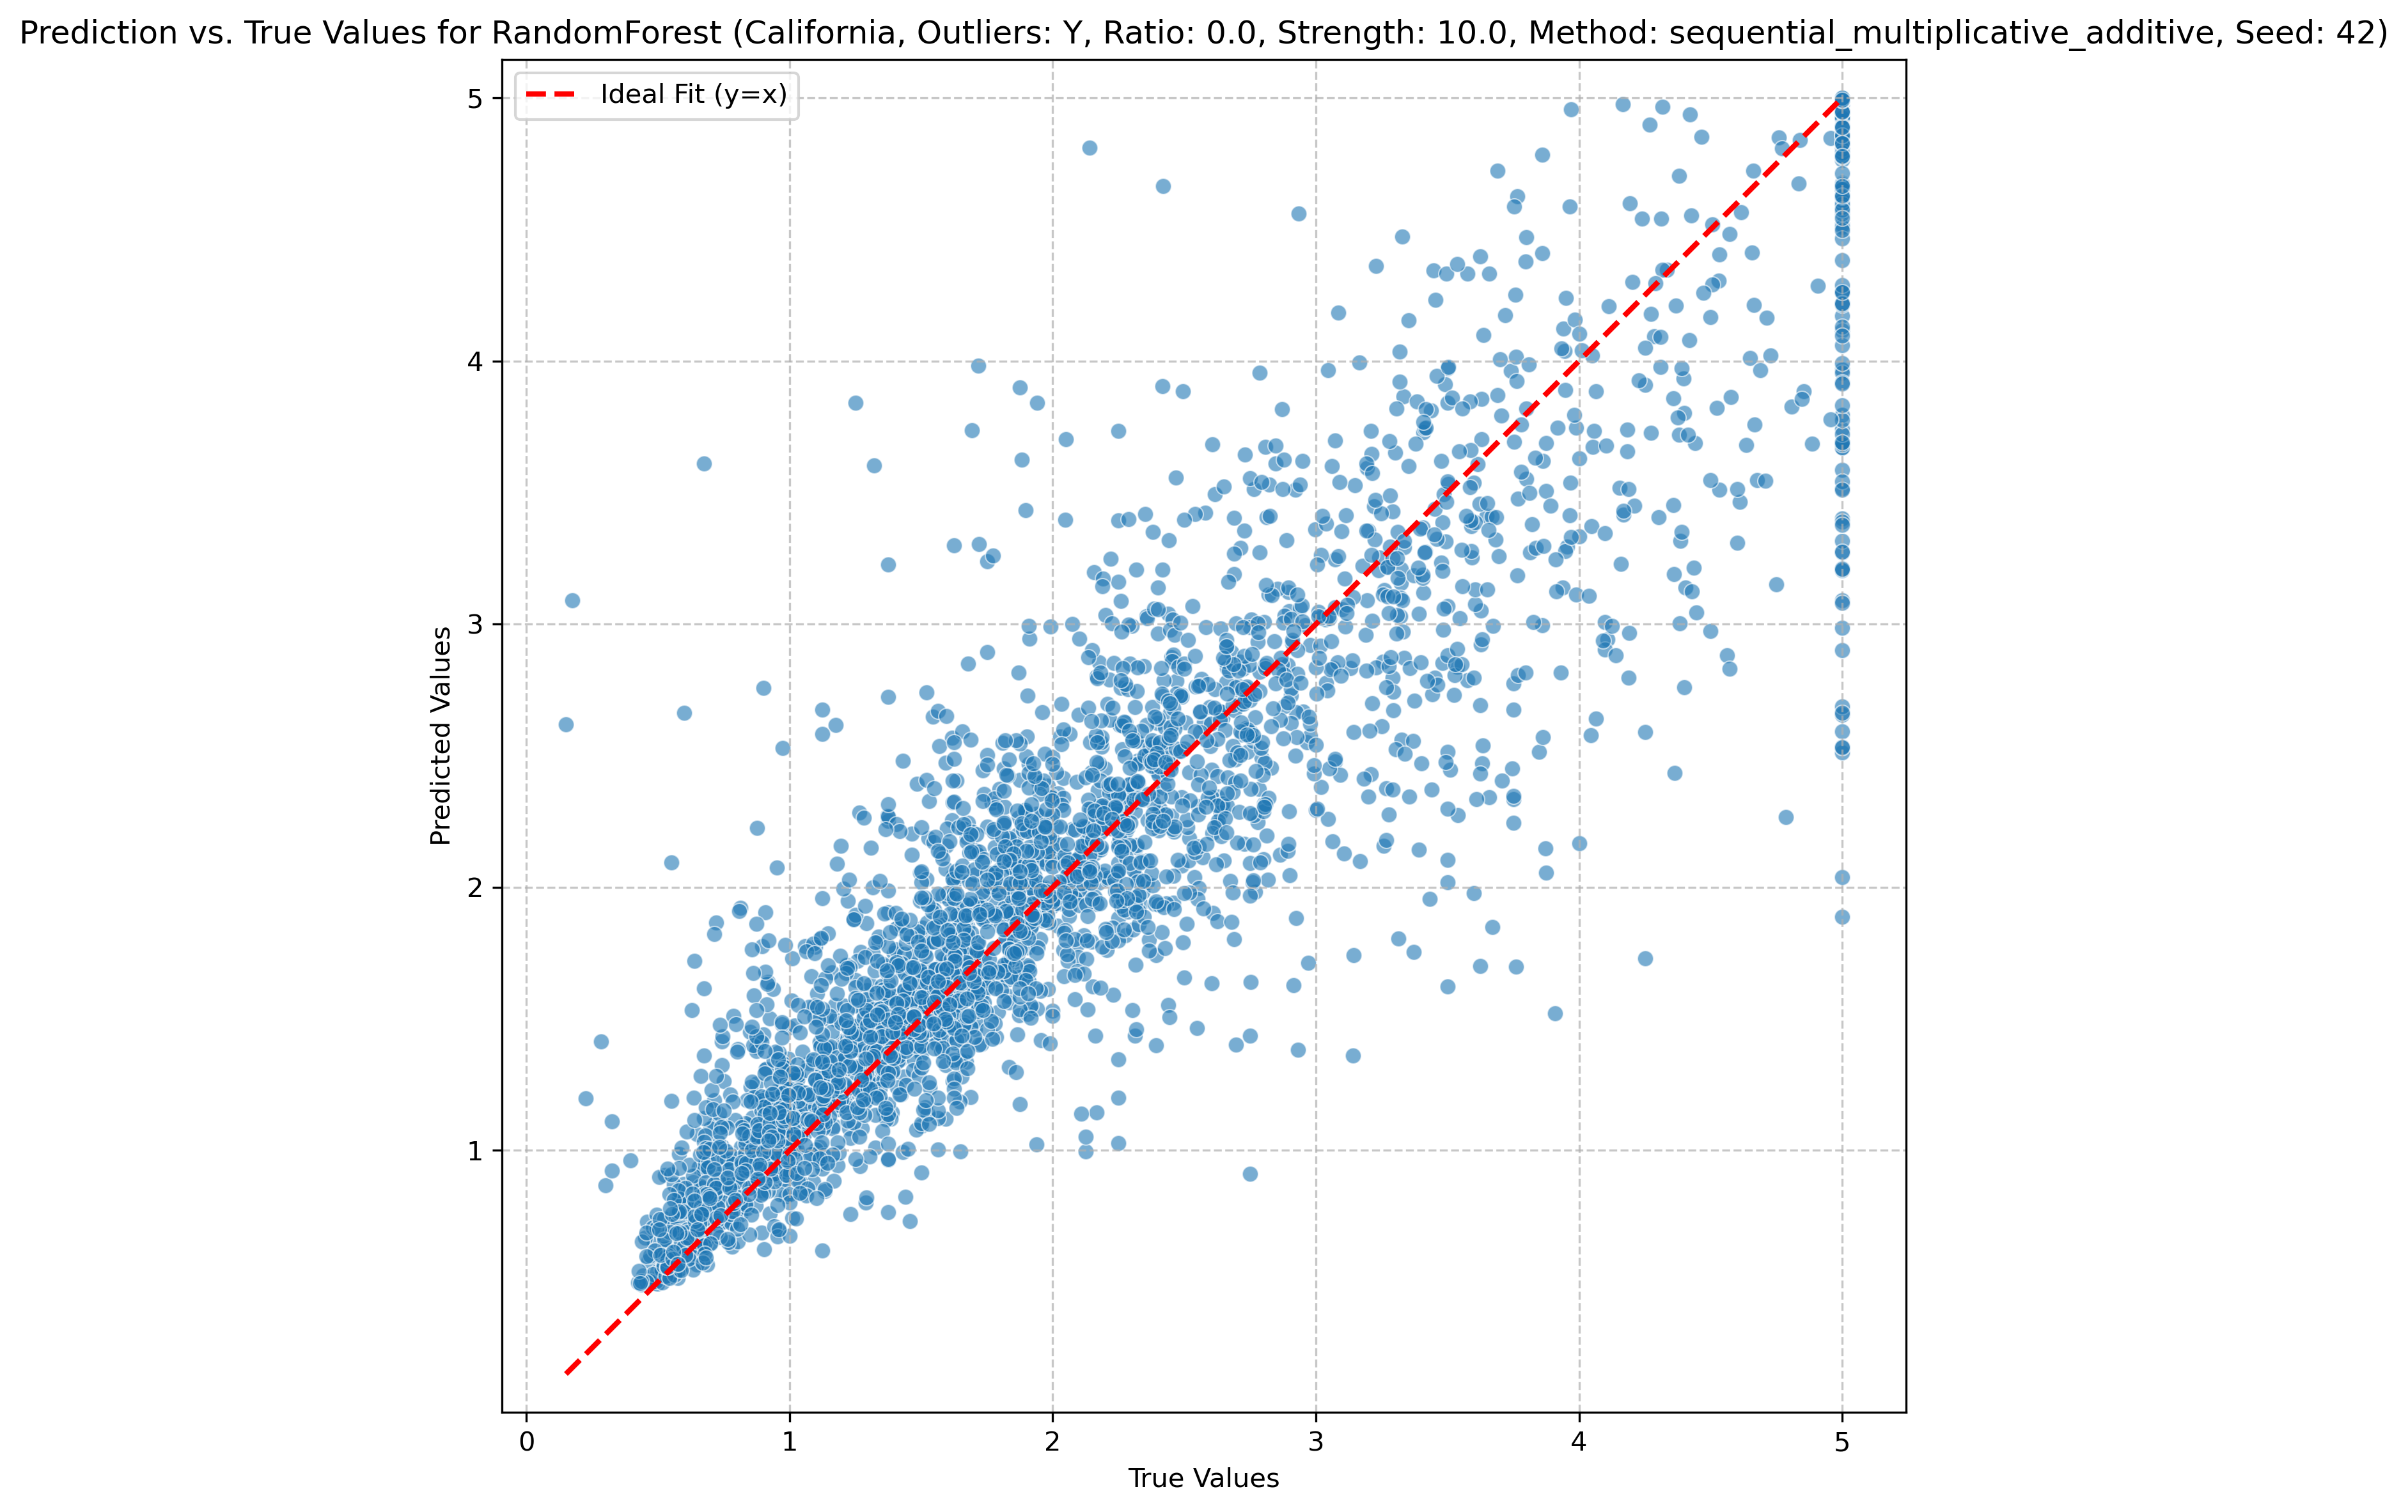 Prediction vs. True Values for RandomForest (California, Outliers: Y, Ratio: 0.0, Strength: 10.0, Method: sequential_multiplicative_additive, Seed: 42)
Ideal Fit (y=x)
5
4
3
2
1
Predicted Values
0 1 2 3 4 5
True Values